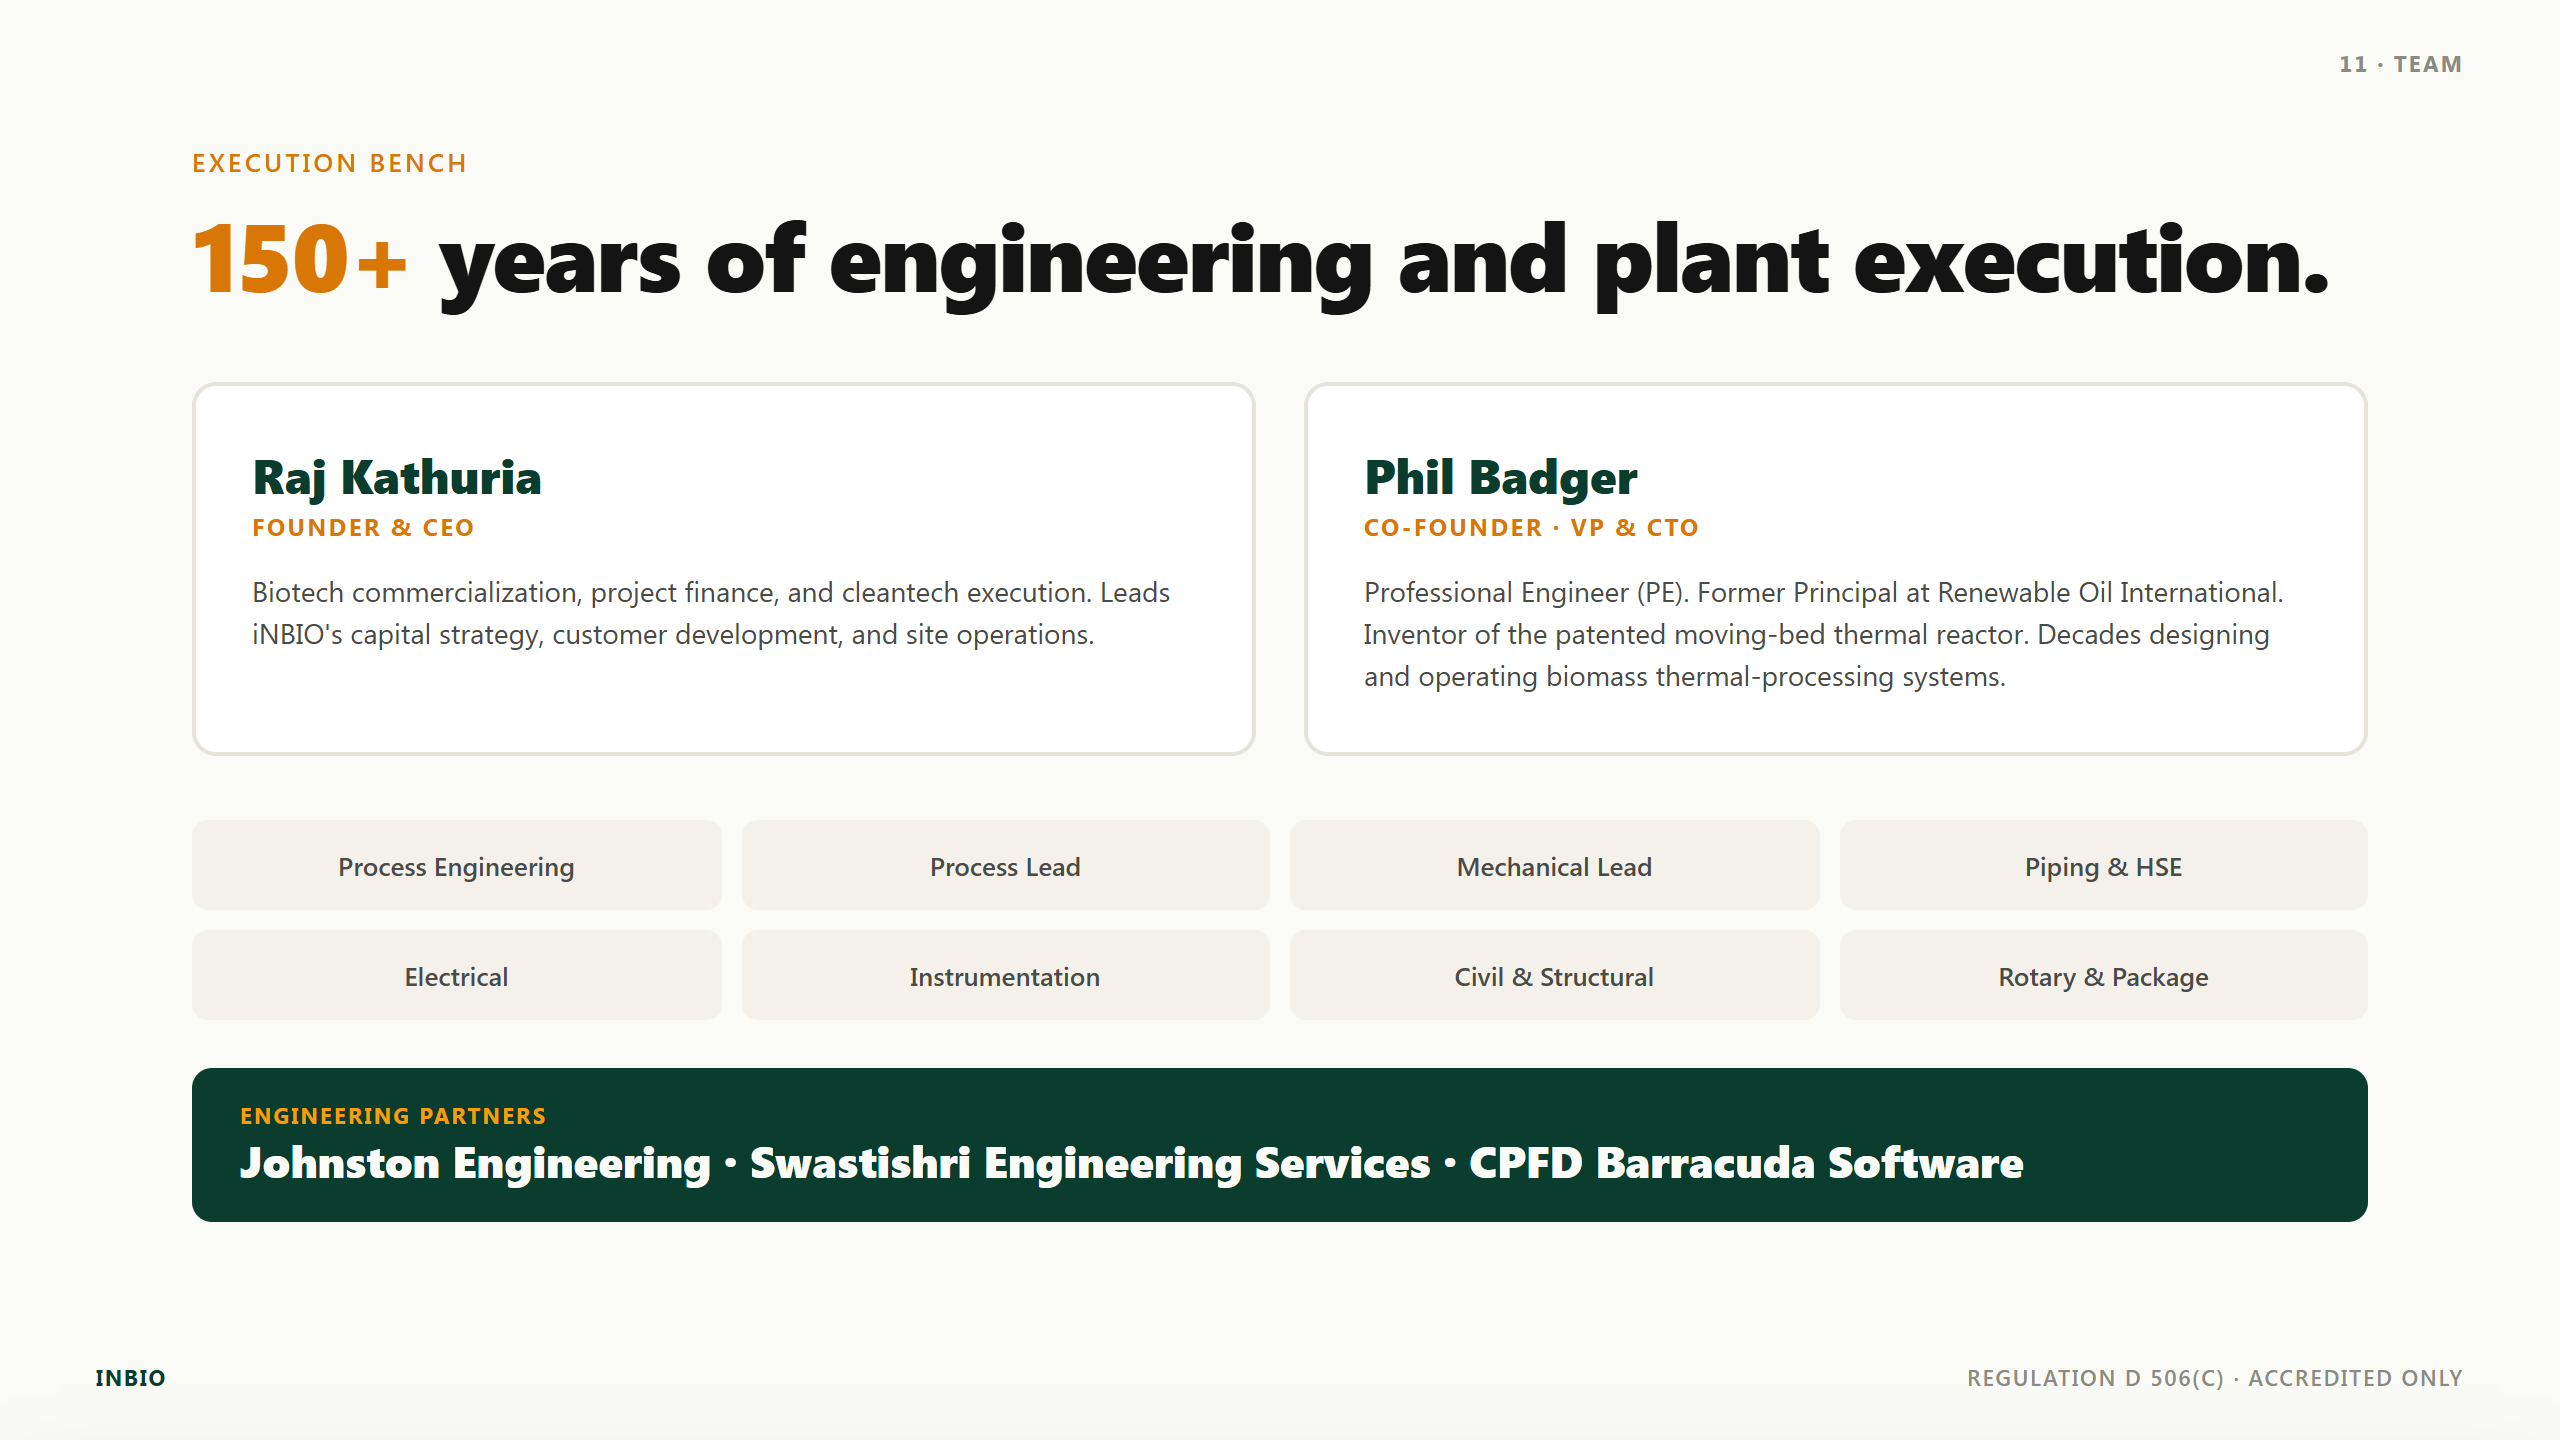 11 · TEAM
EXECUTION BENCH
150+ years of engineering and plant execution.
Raj Kathuria
FOUNDER & CEO
Biotech commercialization, project finance, and cleantech execution. Leads
iNBIO's capital strategy, customer development, and site operations.
Phil Badger
CO-FOUNDER · VP & CTO
Professional Engineer (PE). Former Principal at Renewable Oil International.
Inventor of the patented moving-bed thermal reactor. Decades designing
and operating biomass thermal-processing systems.
Process Engineering
Process Lead
Mechanical Lead
Piping & HSE
Electrical
Instrumentation
Civil & Structural
Rotary & Package
ENGINEERING PARTNERS
Johnston Engineering · Swastishri Engineering Services · CPFD Barracuda Software
INBIO
REGULATION D 506(C) · ACCREDITED ONLY